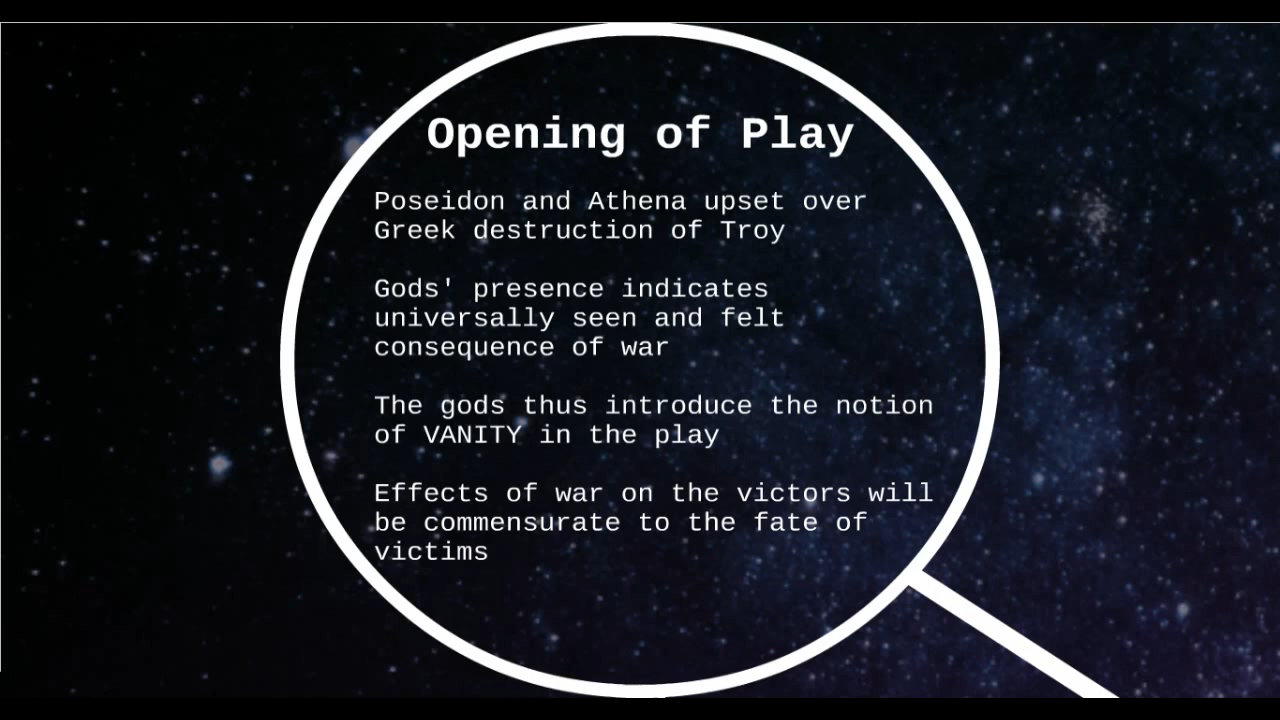 Opening of Play
Poseidon and Athena upset over
Greek destruction of Troy
Gods' presence indicates
universally seen and felt
consequence of war
The gods thus introduce the notion
of VANITY in the play
Effects of war on the victors will
be commensurate to the fate of
victims